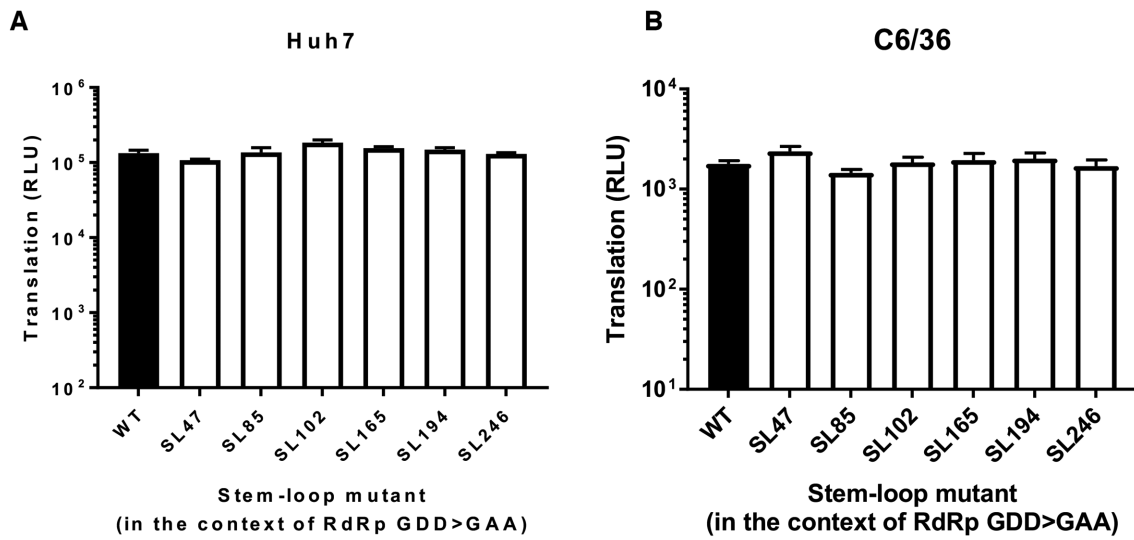 A
Huh7
Translation (RLU)
10^6
10^5
10^4
10^3
10^2
WT
SL47
SL85
SL102
SL165
SL194
SL246
Stem-loop mutant
(in the context of RdRp GDD>GAA)
B
C6/36
Translation (RLU)
10^4
10^3
10^2
10^1
WT
SL47
SL85
SL102
SL165
SL194
SL246
Stem-loop mutant
(in the context of RdRp GDD>GAA)